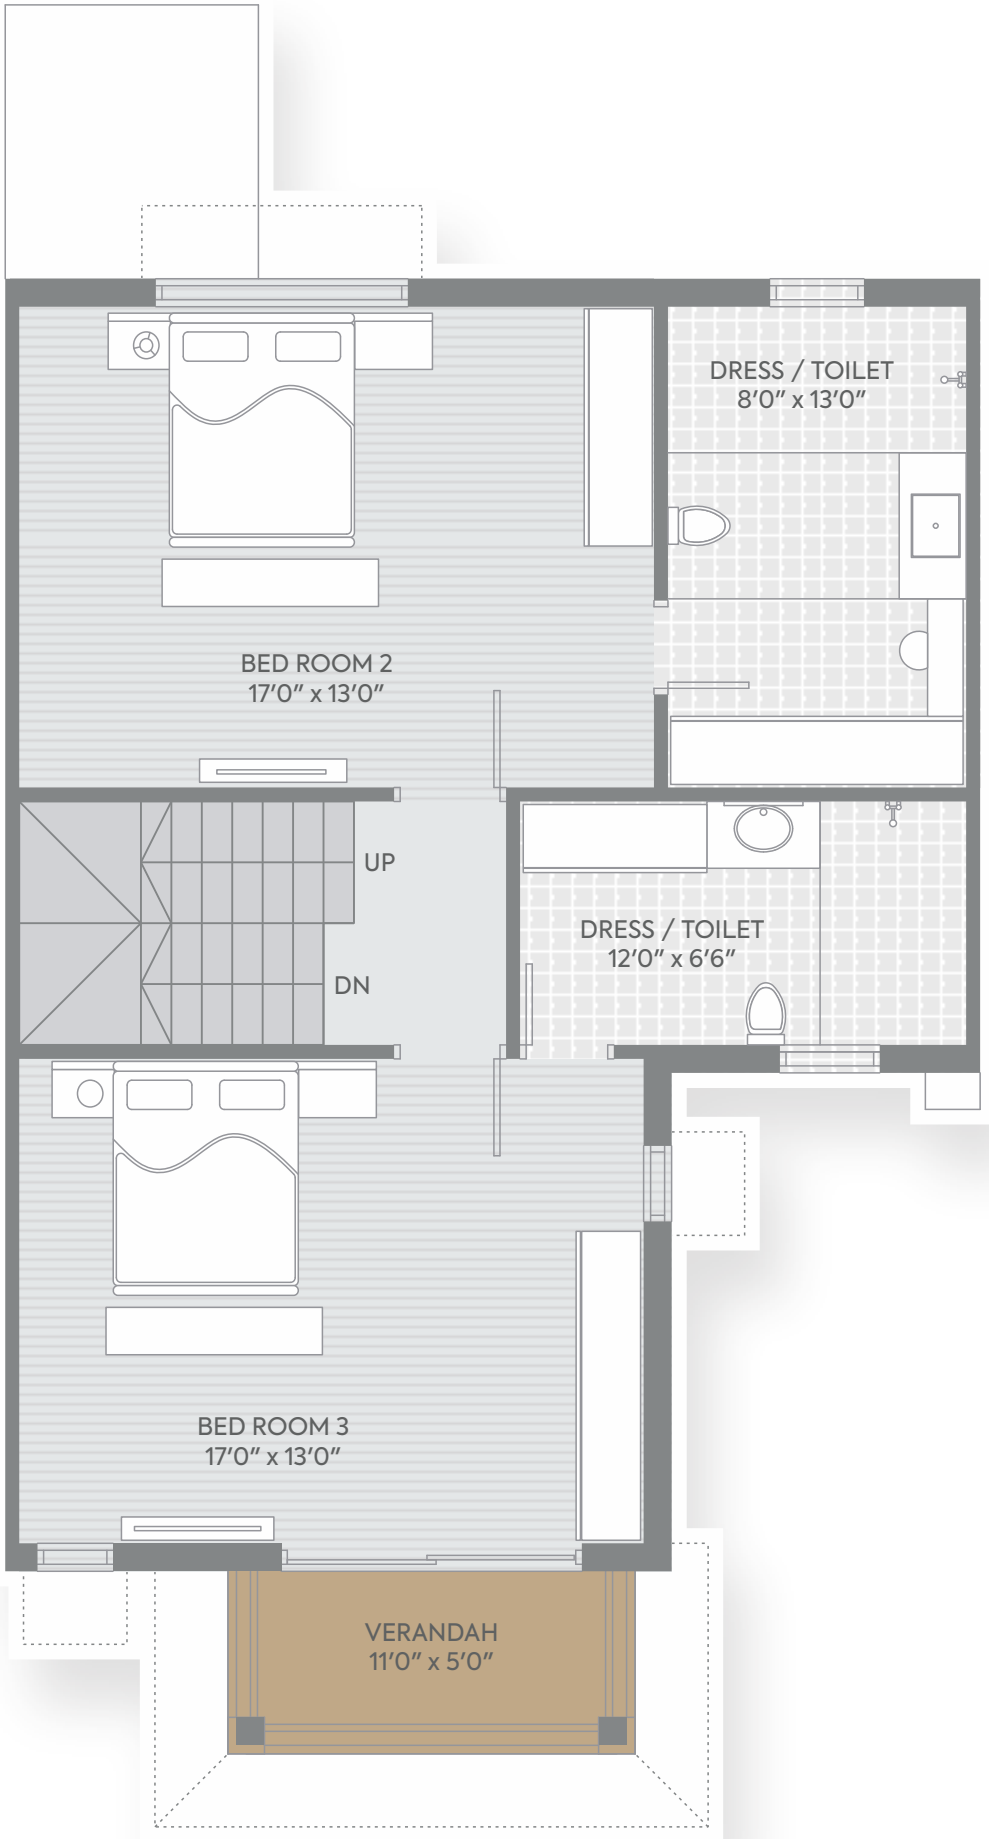 DRESS / TOILET
8′0″ x 13′0″
BED ROOM 2
17′0″ x 13′0″
UP
DRESS / TOILET
12′0″ x 6′6″
DN
BED ROOM 3
17′0″ x 13′0″
VERANDAH
11′0″ x 5′0″